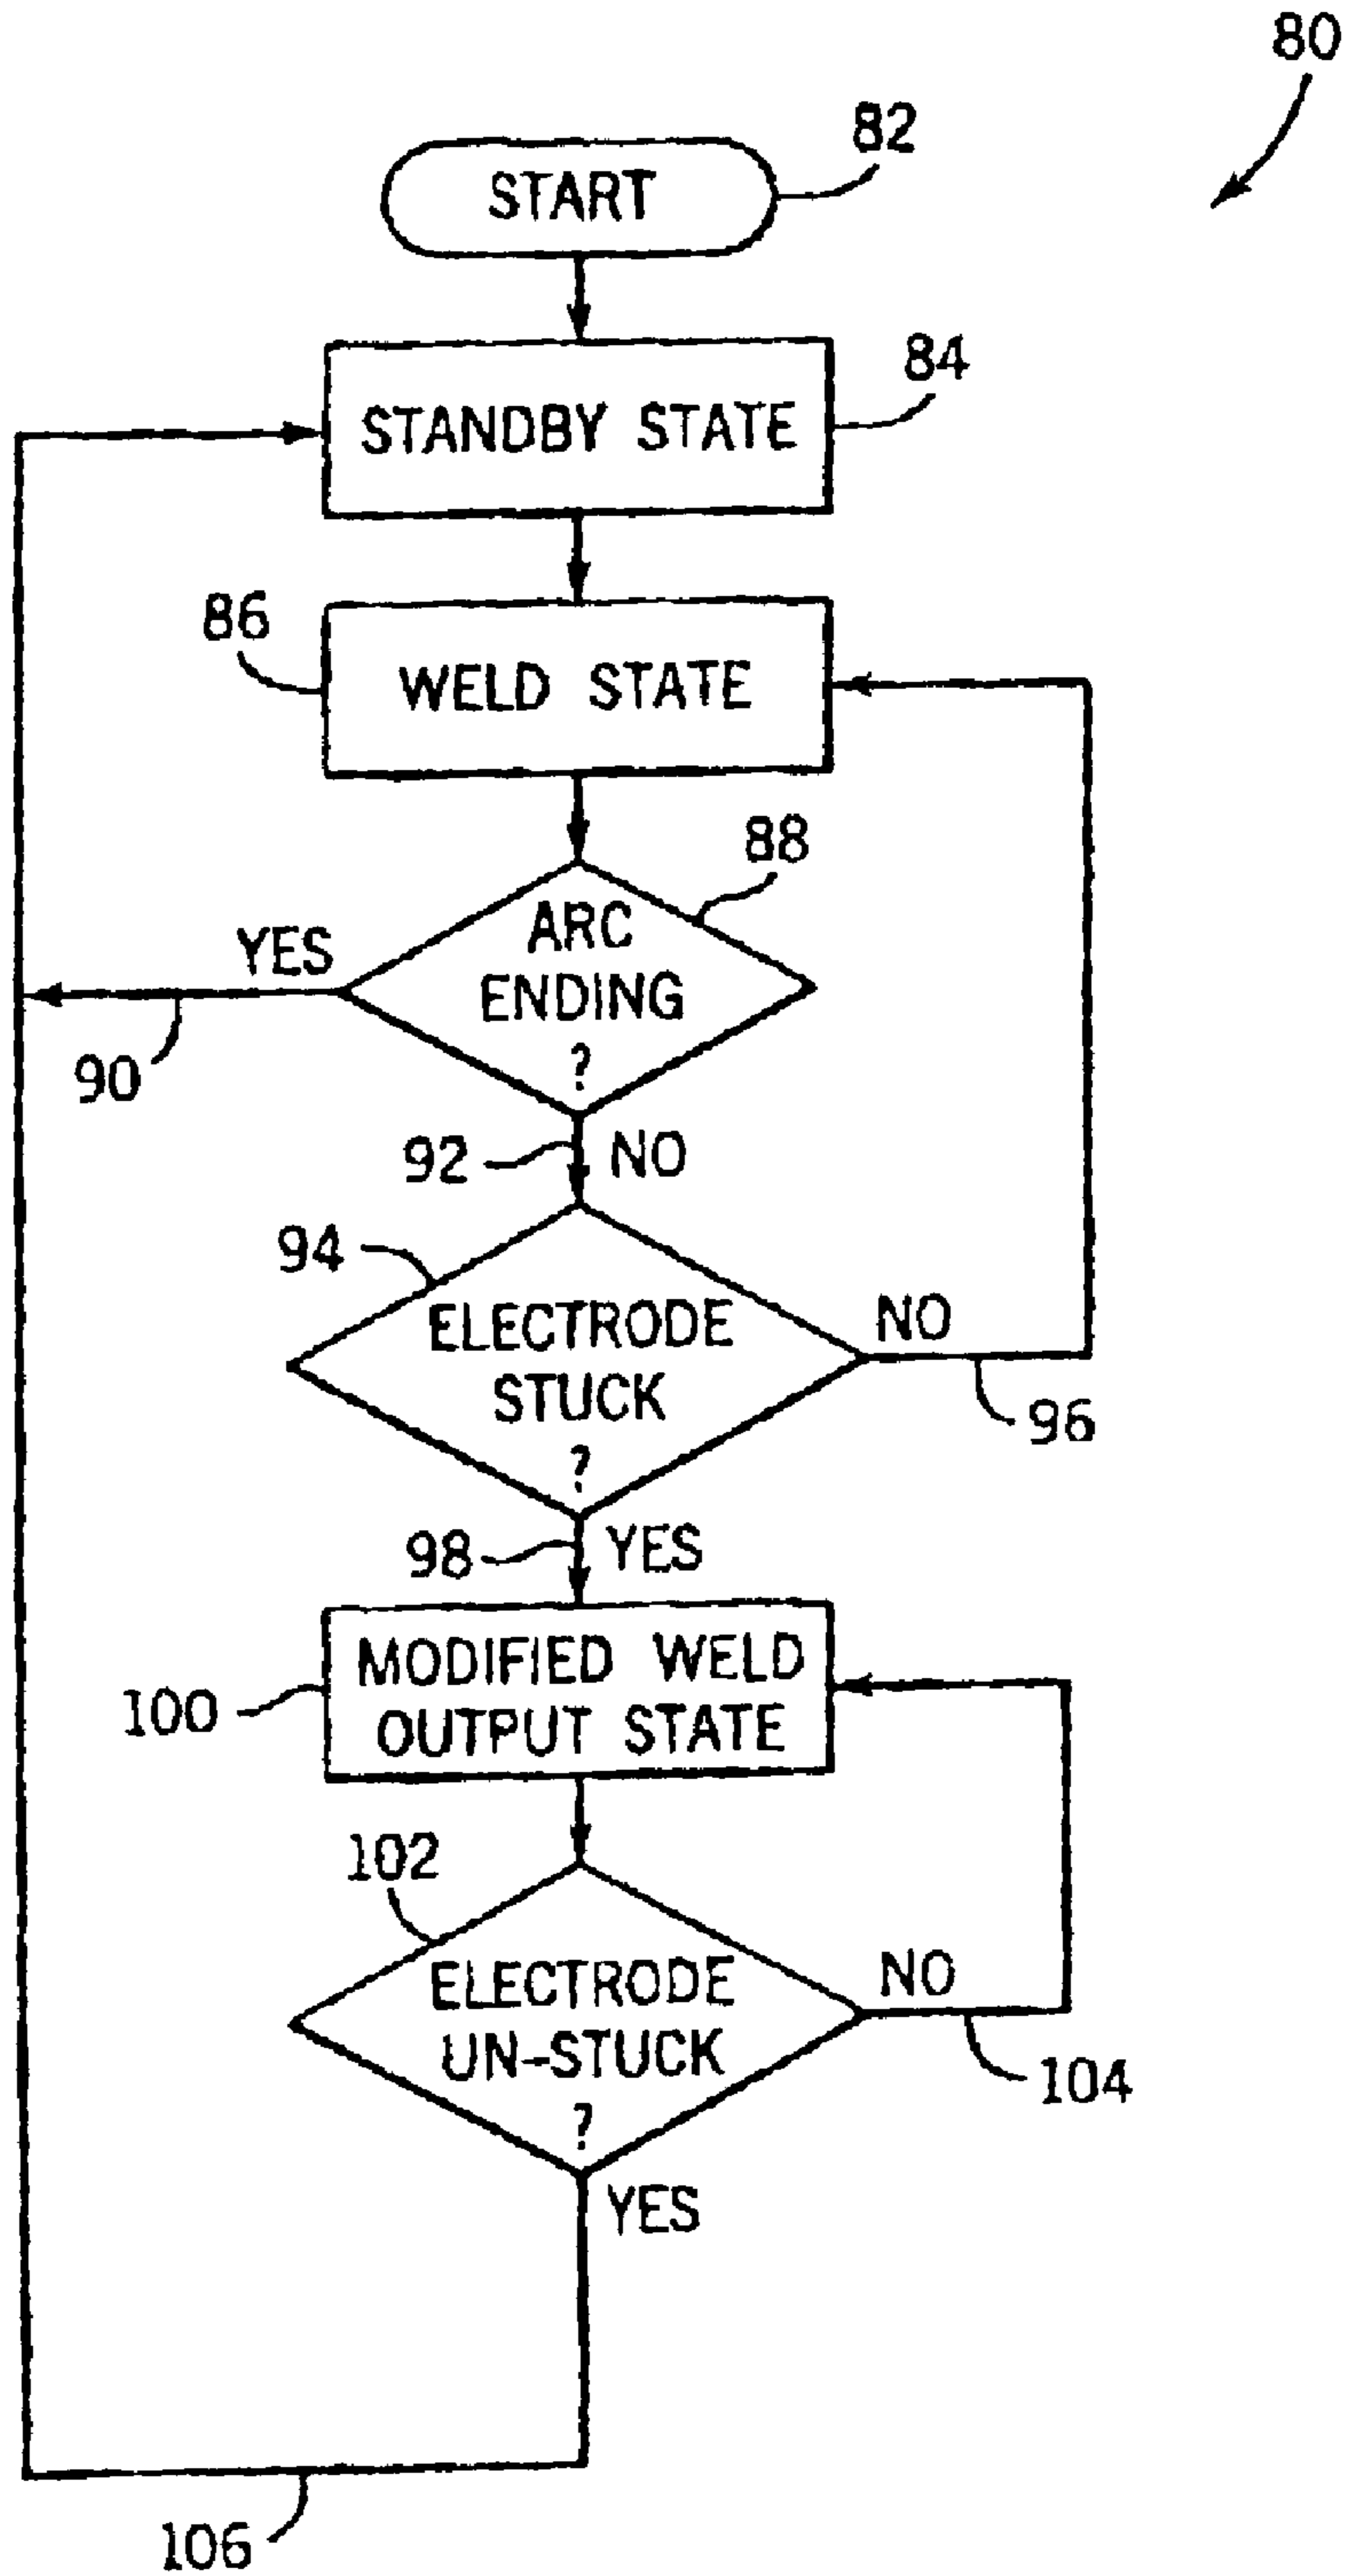 80
82
START
84
STANDBY STATE
86
WELD STATE
88
ARC
ENDING
?
YES
90
92
NO
94
ELECTRODE
STUCK
?
NO
96
98
YES
100
MODIFIED WELD
OUTPUT STATE
102
ELECTRODE
UN-STUCK
?
NO
104
YES
106